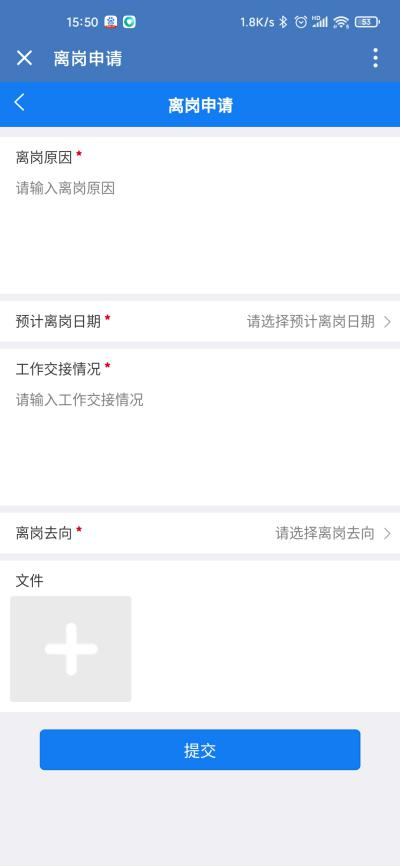 15:50
1.8K/s
HD
53
离岗申请
离岗申请
离岗原因 *
请输入离岗原因
预计离岗日期 *
请选择预计离岗日期
工作交接情况 *
请输入工作交接情况
离岗去向 *
请选择离岗去向
文件
提交